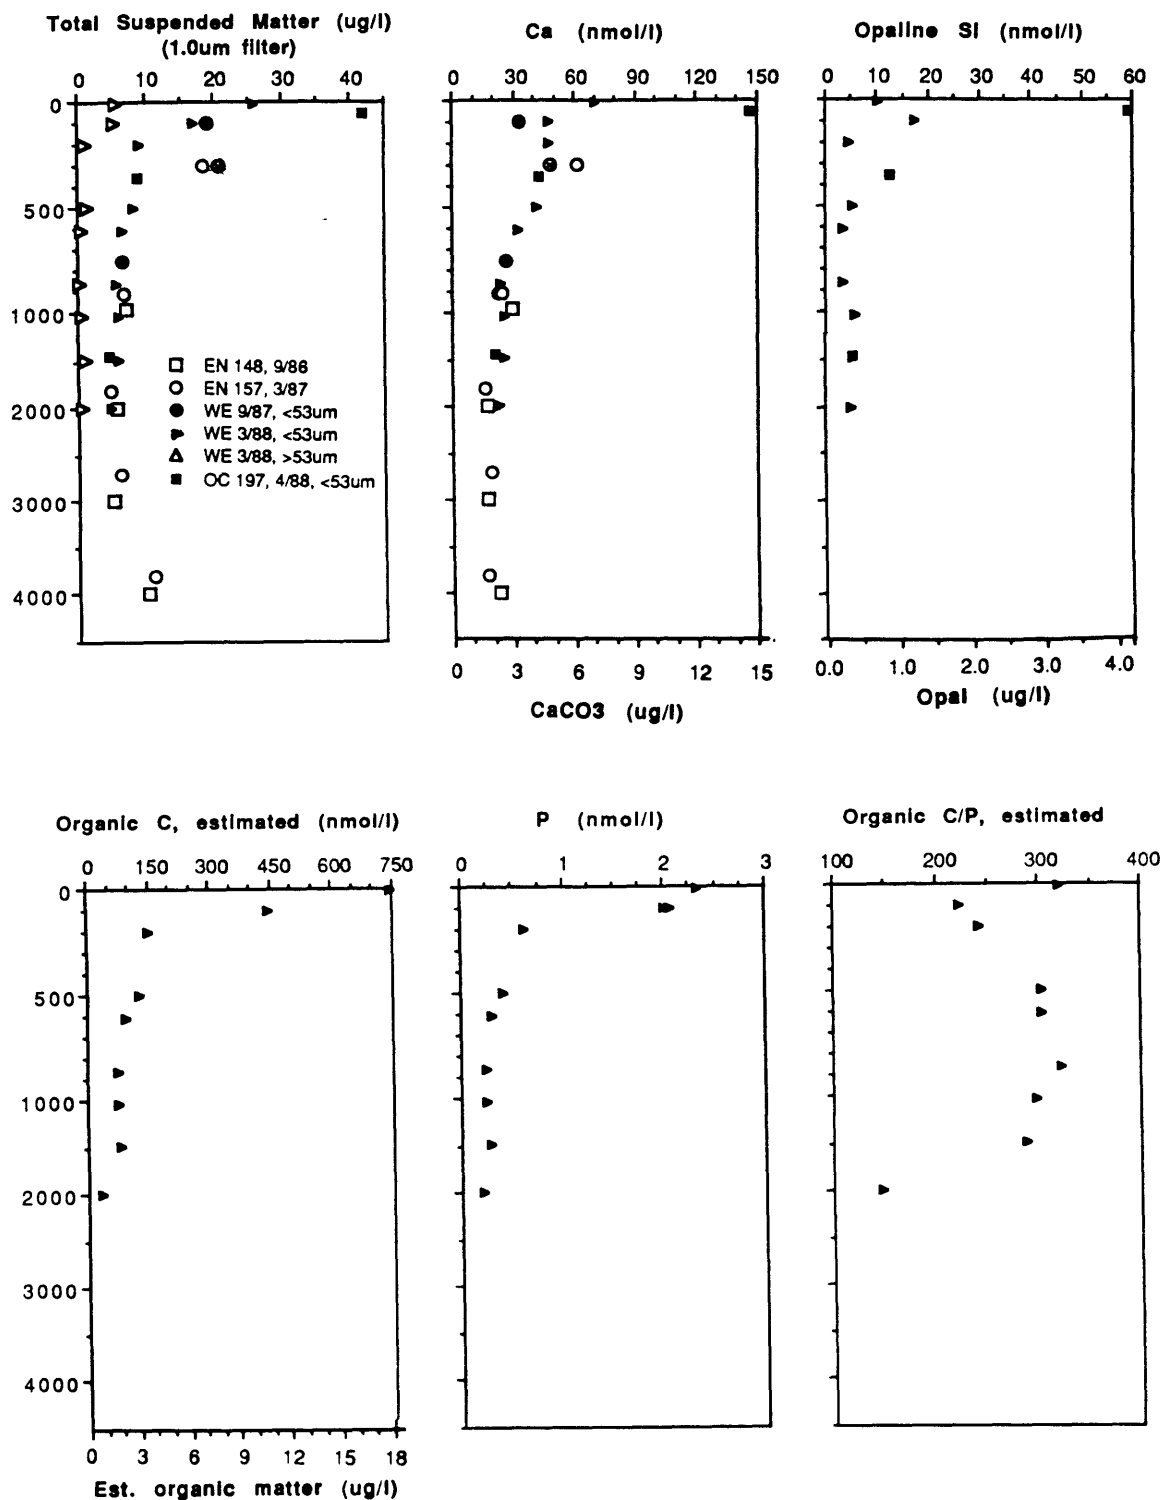 Total Suspended Matter (ug/l)
(1.0um filter)
0 10 20 30 40
0
500
1000
2000
3000
4000
EN 148, 9/86
EN 157, 3/87
WE 9/87, <53um
WE 3/88, <53um
WE 3/88, >53um
OC 197, 4/88, <53um
Ca (nmol/l)
0 30 60 90 120 150
0 3 6 9 12 15
CaCO3 (ug/l)
Opaline Si (nmol/l)
0 10 20 30 40 50 60
0.0 1.0 2.0 3.0 4.0
Opal (ug/l)
Organic C, estimated (nmol/l)
0 150 300 450 600 750
0
500
1000
2000
3000
4000
0 3 6 9 12 15 18
Est. organic matter (ug/l)
P (nmol/l)
0 1 2 3
Organic C/P, estimated
100 200 300 400